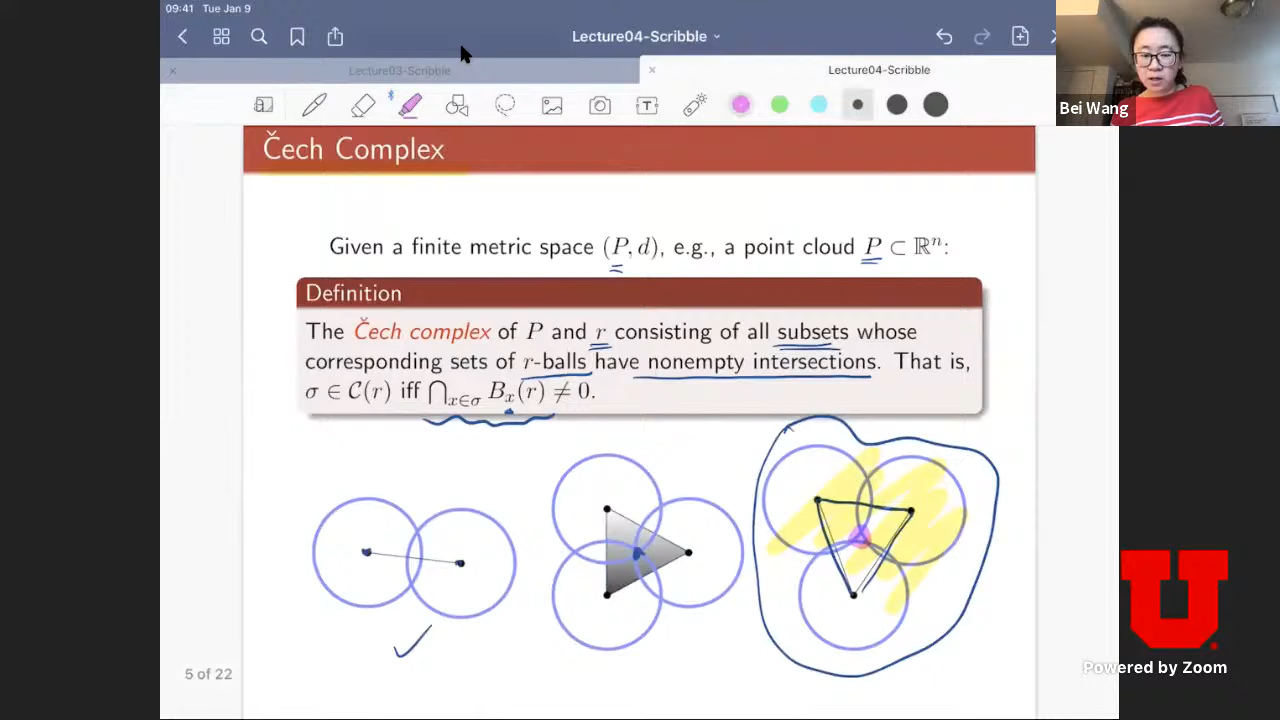 09:41 Tue Jan 9
Lecture04-Scribble
Lecture03-Scribble
Lecture04-Scribble
T
Bei Wang
Čech Complex
Given a finite metric space (P, d), e.g., a point cloud P ⊂ ℝⁿ:
Definition
The Čech complex of P and r consisting of all subsets whose
corresponding sets of r-balls have nonempty intersections. That is,
σ ∈ C(r) iff ⋂ₓ∈σ Bₓ(r) ≠ 0.
5 of 22
U
Powered by Zoom